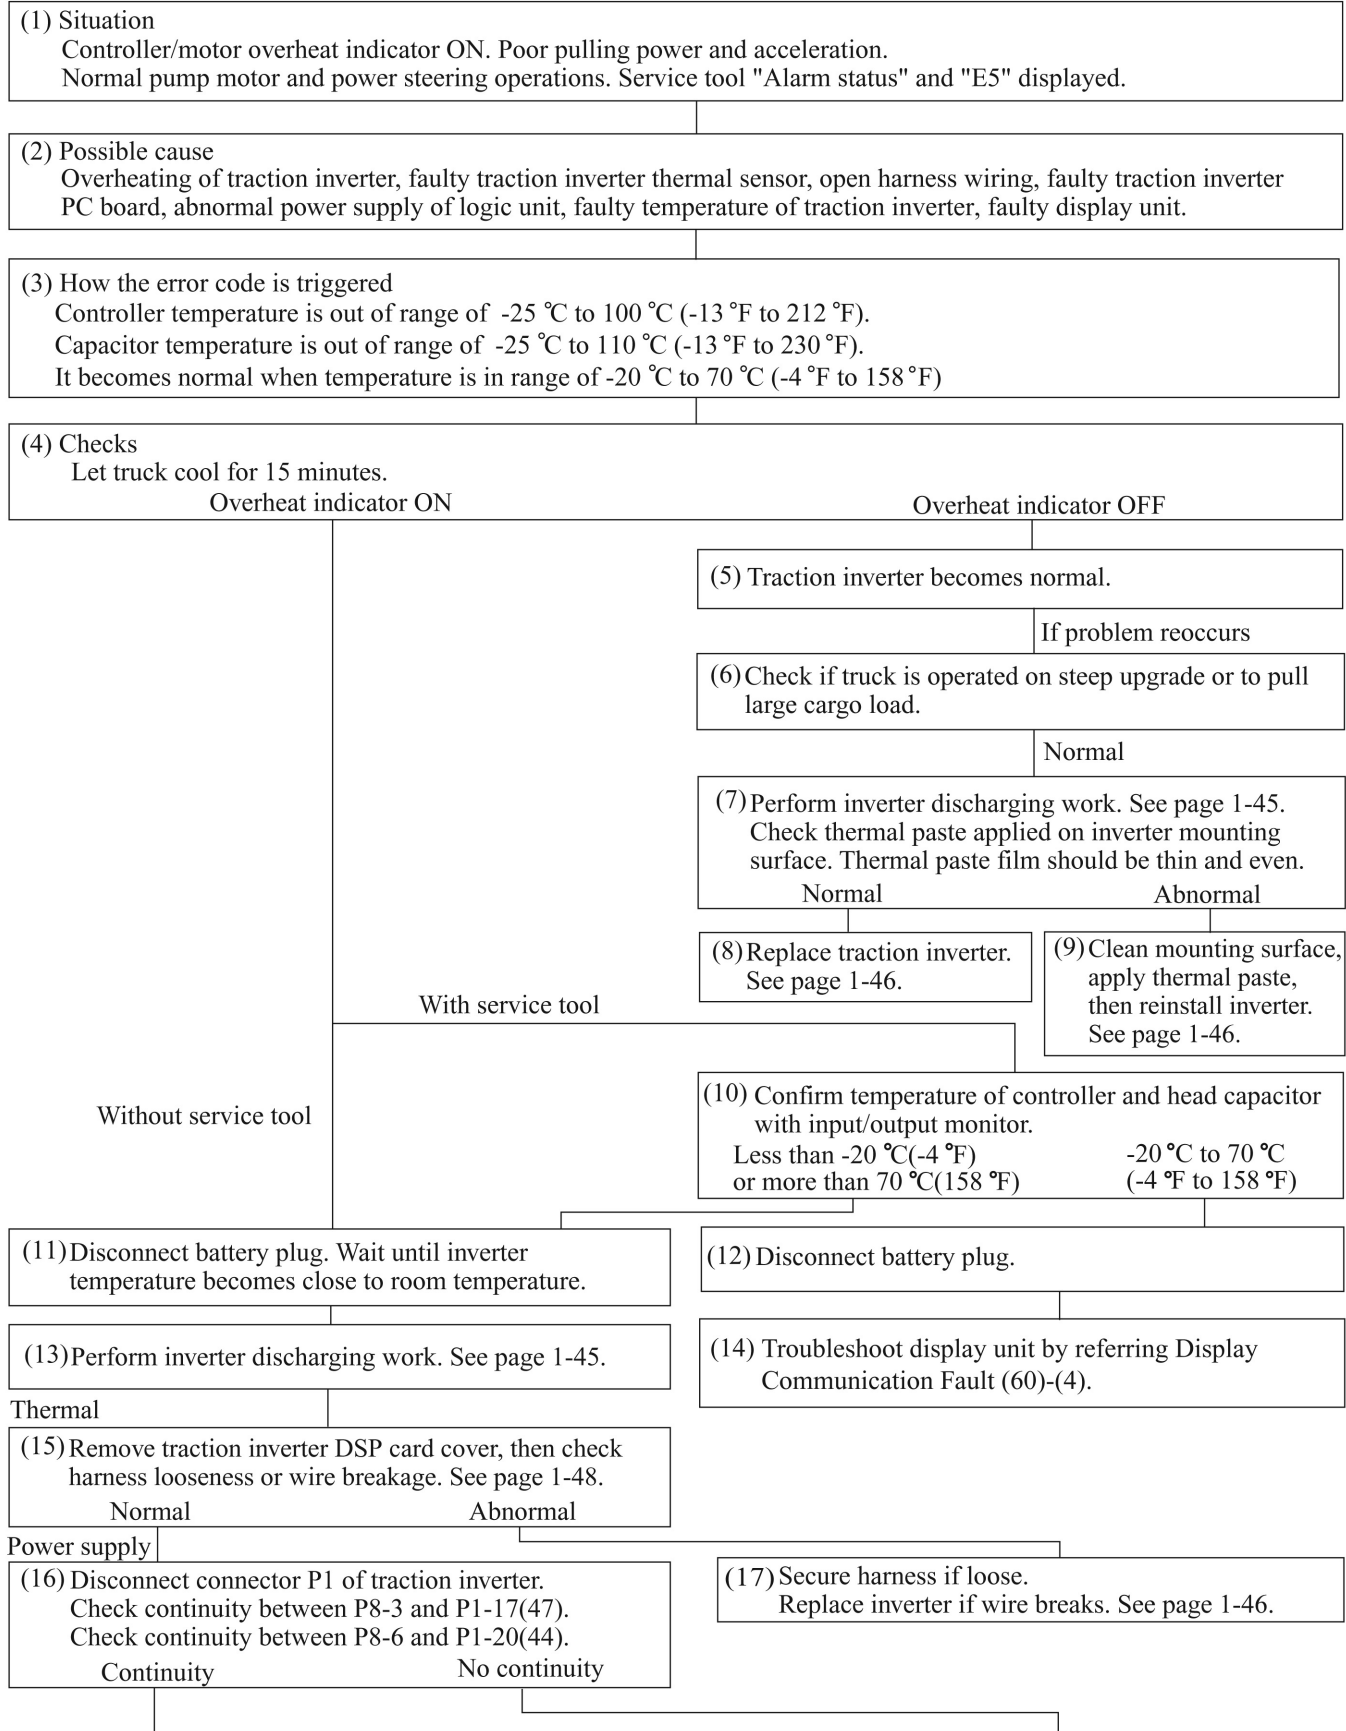 (1) Situation
Controller/motor overheat indicator ON. Poor pulling power and acceleration.
Normal pump motor and power steering operations. Service tool "Alarm status" and "E5" displayed.
(2) Possible cause
Overheating of traction inverter, faulty traction inverter thermal sensor, open harness wiring, faulty traction inverter
PC board, abnormal power supply of logic unit, faulty temperature of traction inverter, faulty display unit.
(3) How the error code is triggered
Controller temperature is out of range of -25 °C to 100 °C (-13 °F to 212 °F).
Capacitor temperature is out of range of -25 °C to 110 °C (-13 °F to 230 °F).
It becomes normal when temperature is in range of -20 °C to 70 °C (-4 °F to 158 °F)
(4) Checks
Let truck cool for 15 minutes.
Overheat indicator ON
Overheat indicator OFF
(5) Traction inverter becomes normal.
If problem reoccurs
(6) Check if truck is operated on steep upgrade or to pull
large cargo load.
Normal
(7) Perform inverter discharging work. See page 1-45.
Check thermal paste applied on inverter mounting
surface. Thermal paste film should be thin and even.
Normal
Abnormal
(8) Replace traction inverter.
See page 1-46.
(9) Clean mounting surface,
apply thermal paste,
then reinstall inverter.
See page 1-46.
With service tool
Without service tool
(10) Confirm temperature of controller and head capacitor
with input/output monitor.
Less than -20 °C(-4 °F)
or more than 70 °C(158 °F)
-20 °C to 70 °C
(-4 °F to 158 °F)
(11) Disconnect battery plug. Wait until inverter
temperature becomes close to room temperature.
(12) Disconnect battery plug.
(13) Perform inverter discharging work. See page 1-45.
(14) Troubleshoot display unit by referring Display
Communication Fault (60)-(4).
Thermal
(15) Remove traction inverter DSP card cover, then check
harness looseness or wire breakage. See page 1-48.
Normal
Abnormal
Power supply
(16) Disconnect connector P1 of traction inverter.
Check continuity between P8-3 and P1-17(47).
Check continuity between P8-6 and P1-20(44).
Continuity
No continuity
(17) Secure harness if loose.
Replace inverter if wire breaks. See page 1-46.